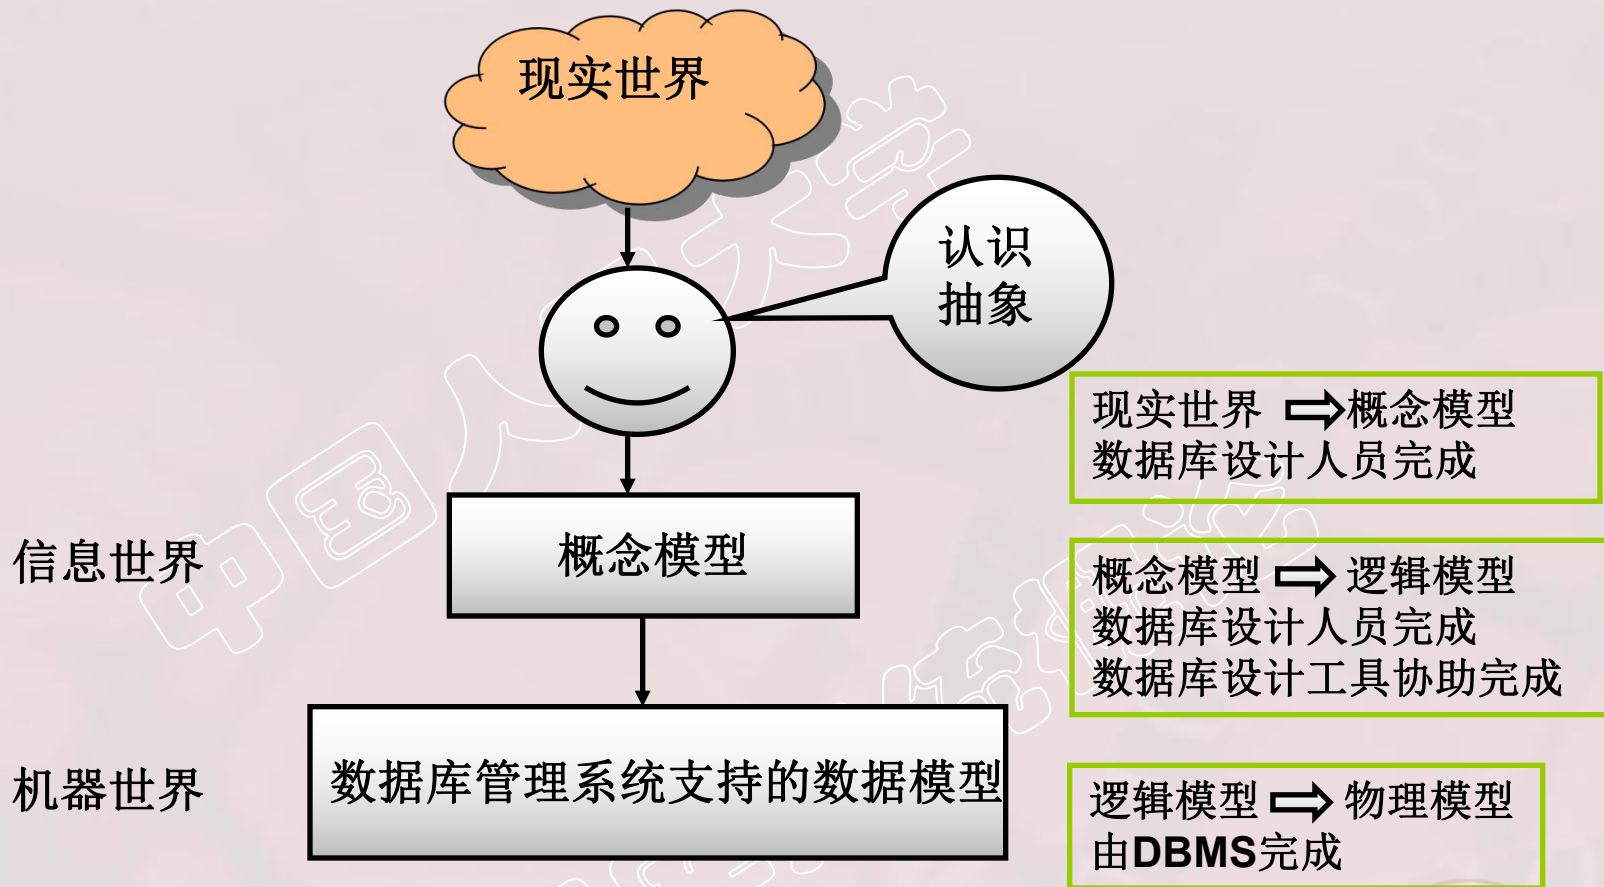 现实世界
认识
抽象
现实世界 ⇨概念模型
数据库设计人员完成
信息世界
概念模型
概念模型 ⇨ 逻辑模型
数据库设计人员完成
数据库设计工具协助完成
机器世界
数据库管理系统支持的数据模型
逻辑模型 ⇨ 物理模型
由DBMS完成